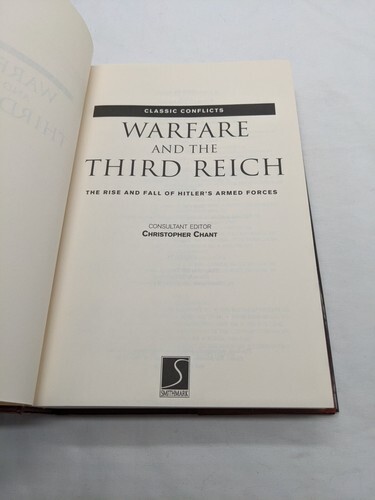 CLASSIC CONFLICTS
WARFARE
AND THE
THIRD REICH
THE RISE AND FALL OF HITLER'S ARMED FORCES
CONSULTANT EDITOR
CHRISTOPHER CHANT
S
SMITHMARK